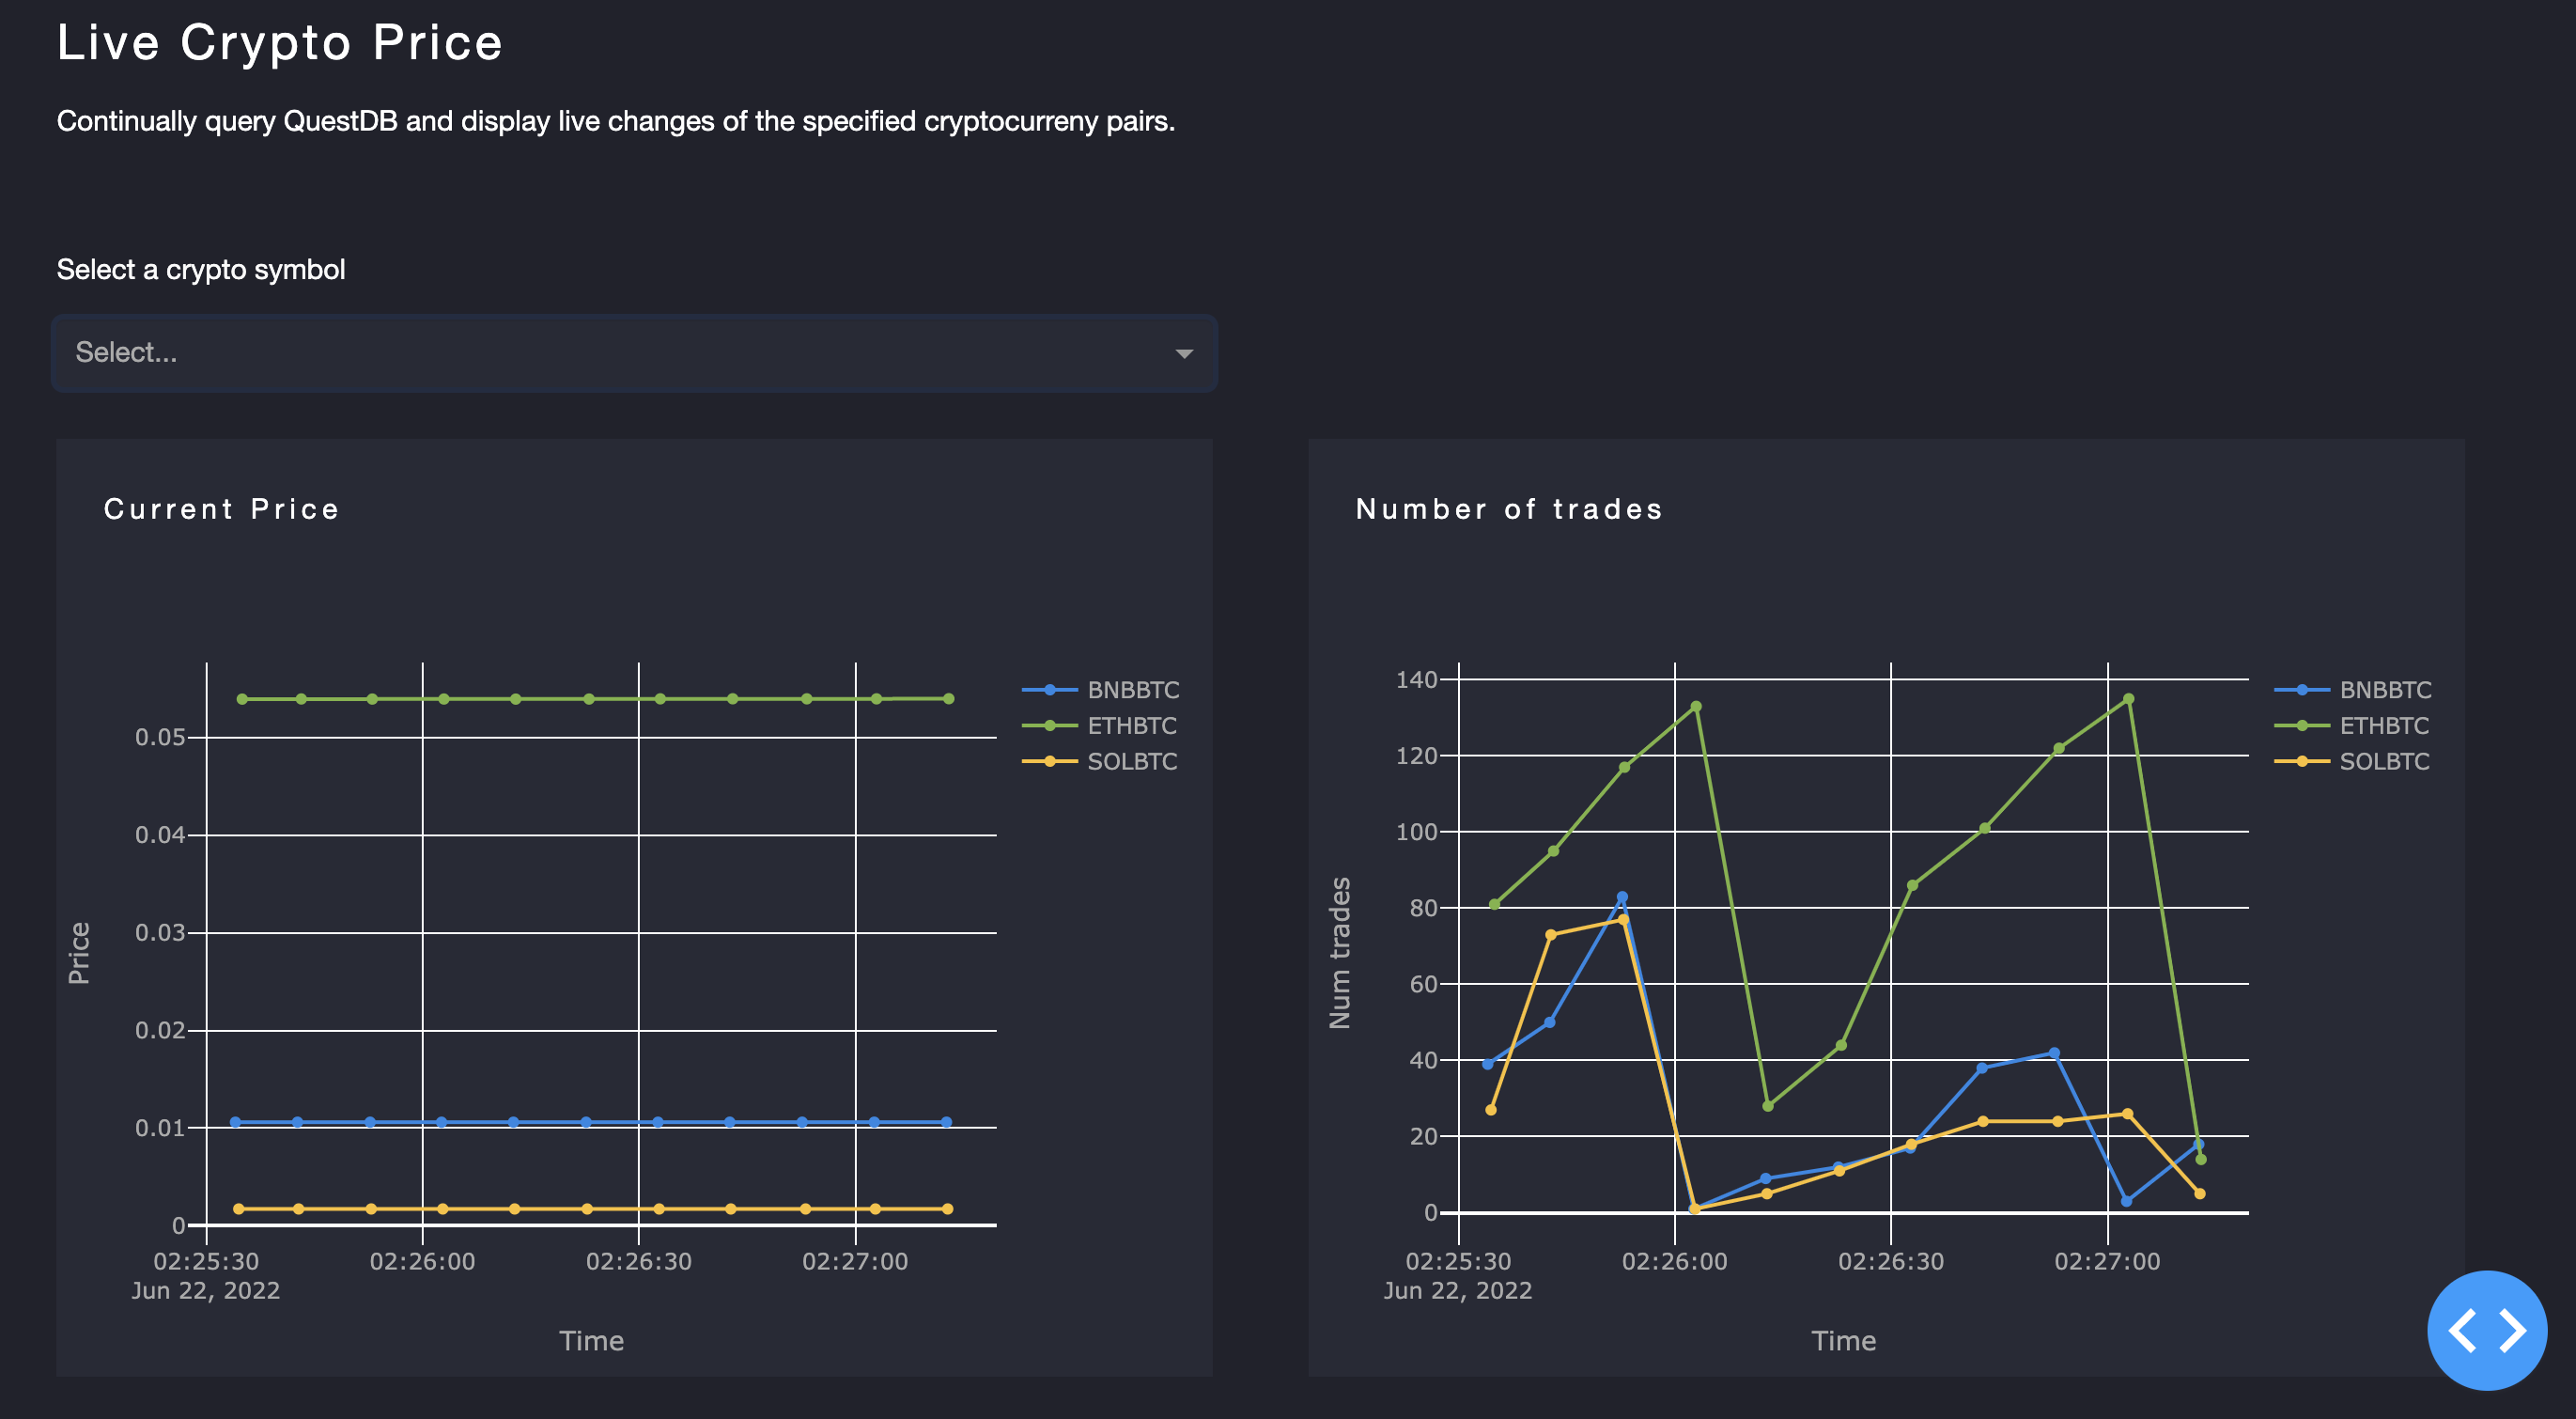 Live Crypto Price
Continually query QuestDB and display live changes of the specified cryptocurreny pairs.
Select a crypto symbol
Select...
Current Price
BNBBTC
ETHBTC
SOLBTC
0.05
0.04
0.03
0.02
0.01
0
Price
02:25:30 02:26:00 02:26:30 02:27:00
Jun 22, 2022
Time
Number of trades
BNBBTC
ETHBTC
SOLBTC
140
120
100
80
60
40
20
0
Num trades
02:25:30 02:26:00 02:26:30 02:27:00
Jun 22, 2022
Time